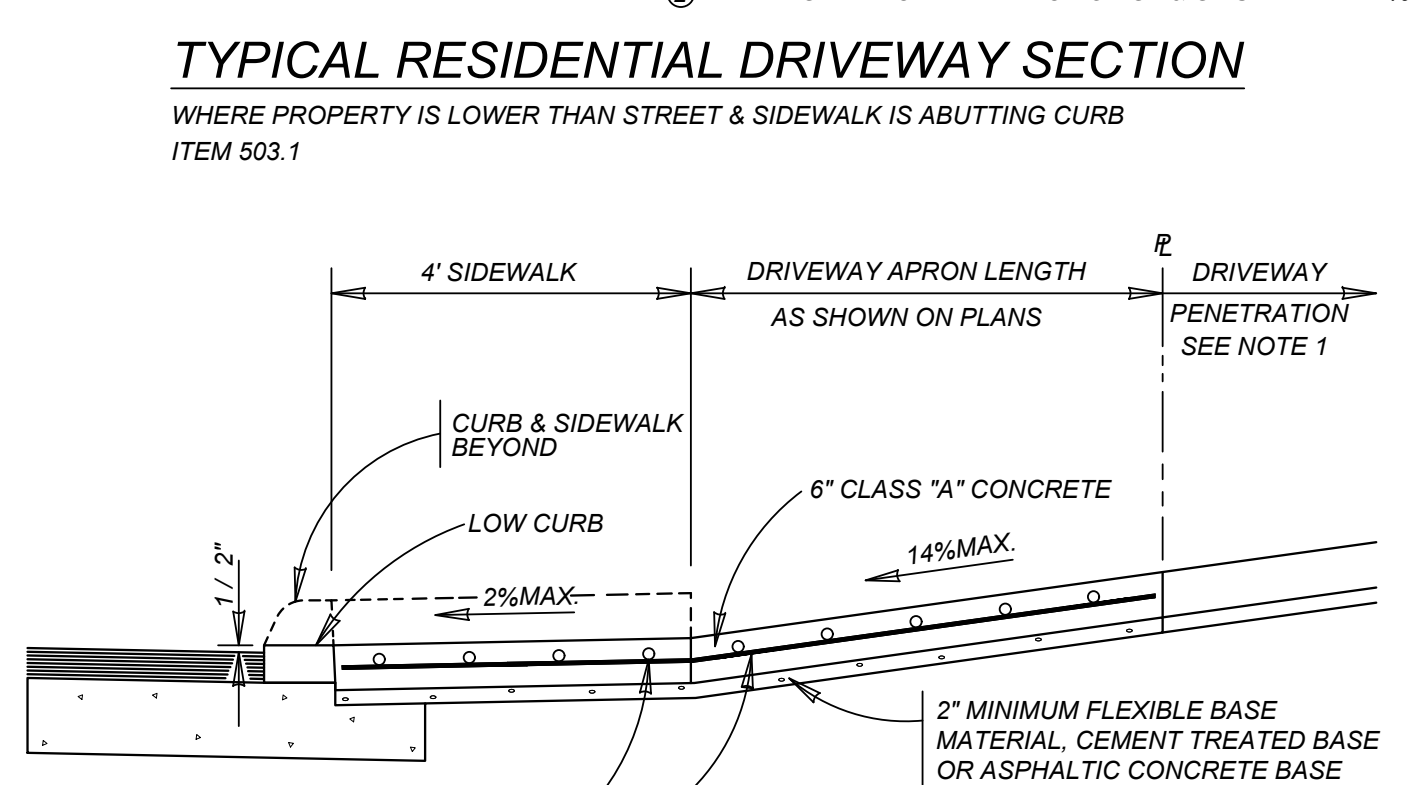 TYPICAL RESIDENTIAL DRIVEWAY SECTION
WHERE PROPERTY IS LOWER THAN STREET & SIDEWALK IS ABUTTING CURB
ITEM 503.1
4' SIDEWALK
DRIVEWAY APRON LENGTH
AS SHOWN ON PLANS
PL
DRIVEWAY
PENETRATION
SEE NOTE 1
CURB & SIDEWALK
BEYOND
LOW CURB
6" CLASS "A" CONCRETE
1/ 2"
2%MAX.
14%MAX.
2" MINIMUM FLEXIBLE BASE
MATERIAL, CEMENT TREATED BASE
OR ASPHALTIC CONCRETE BASE